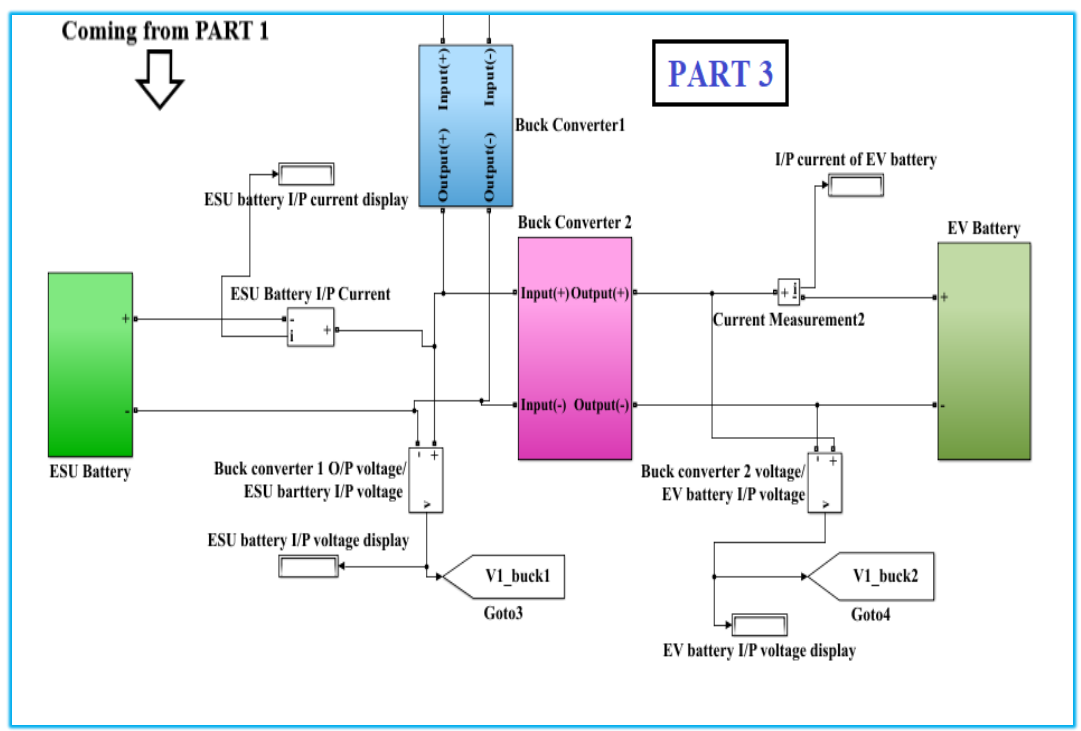 Coming from PART 1
PART 3
Input(+)
Input(-)
Output(+)
Output(-)
Buck Converter1
I/P current of EV battery
ESU battery I/P current display
Buck Converter 2
EV Battery
ESU Battery I/P Current
+
-
i
+
Input(+) Output(+)
+ i
-
+
Current Measurement2
-
Input(-) Output(-)
-
ESU Battery
- +
v
Buck converter 1 O/P voltage/
ESU barttery I/P voltage
- +
v
Buck converter 2 voltage/
EV battery I/P voltage
ESU battery I/P voltage display
V1_buck1
Goto3
V1_buck2
Goto4
EV battery I/P voltage display